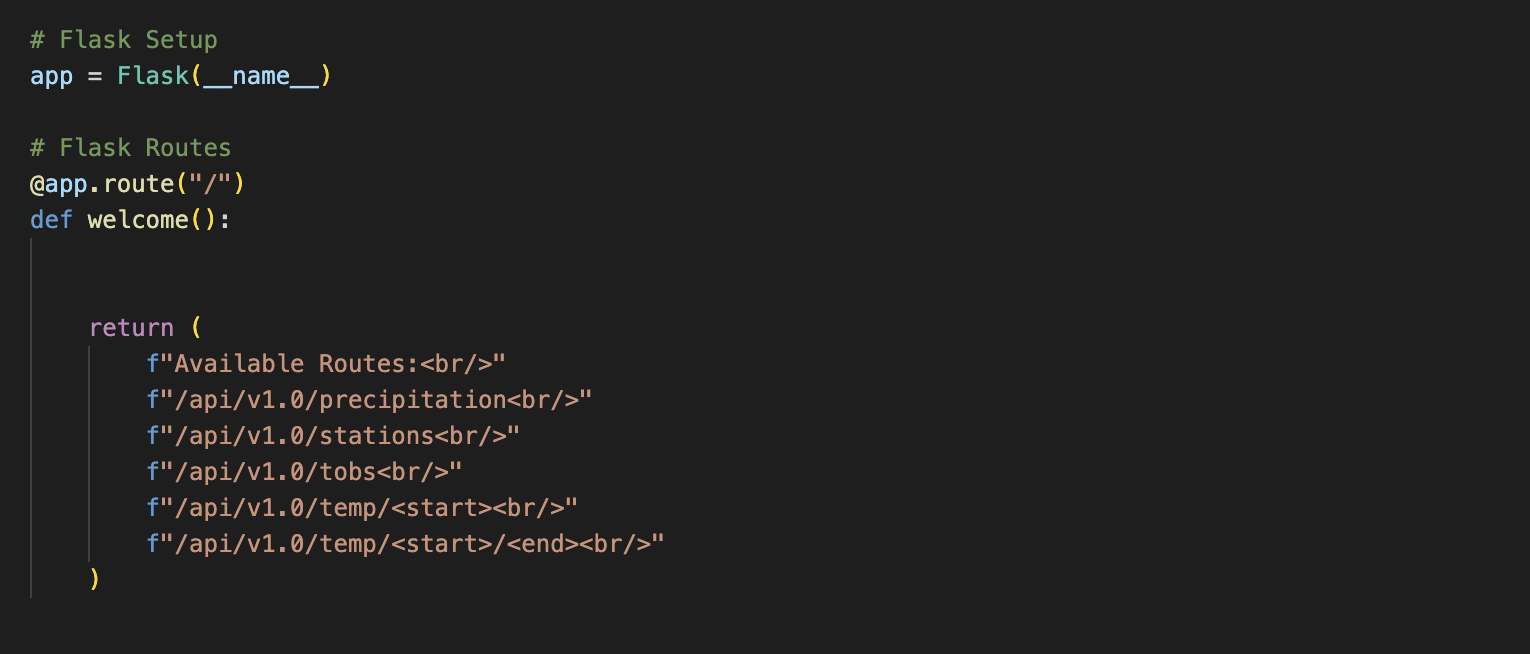 # Flask Setup
app = Flask(__name__)
# Flask Routes
@app.route("/")
def welcome():
return (
f"Available Routes:<br/>"
f"/api/v1.0/precipitation<br/>"
f"/api/v1.0/stations<br/>"
f"/api/v1.0/tobs<br/>"
f"/api/v1.0/temp/<start><br/>"
f"/api/v1.0/temp/<start>/<end><br/>"
)